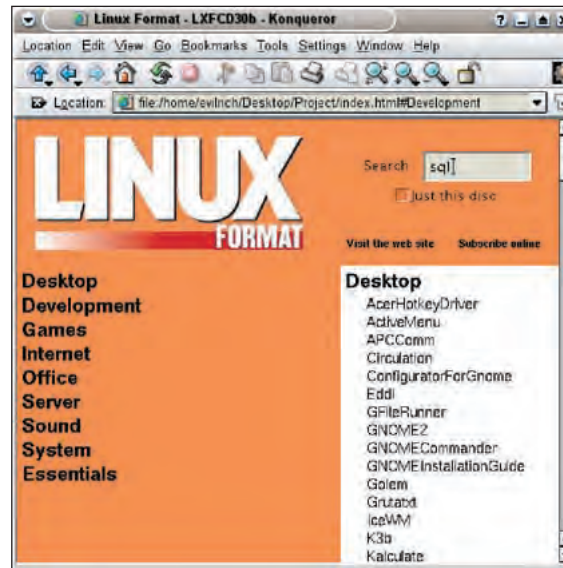 Linux Format - LXFCD30b - Konqueror
Location Edit View Go Bookmarks Tools Settings Window Help
Location: file:/home/evilnch/Desktop/Project/index.html#Development
LINUX
FORMAT
Search sql
Just this disc
Visit the web site Subscribe online
Desktop
Development
Games
Internet
Office
Server
Sound
System
Essentials
Desktop
AcerHotkeyDriver
ActiveMenu
APCComm
Circulation
ConfiguratorForGnome
Eddi
GFileRunner
GNOME2
GNOMECommander
GNOMEInstallationGuide
Golem
Grutatxt
IceWM
K3b
Kalculate